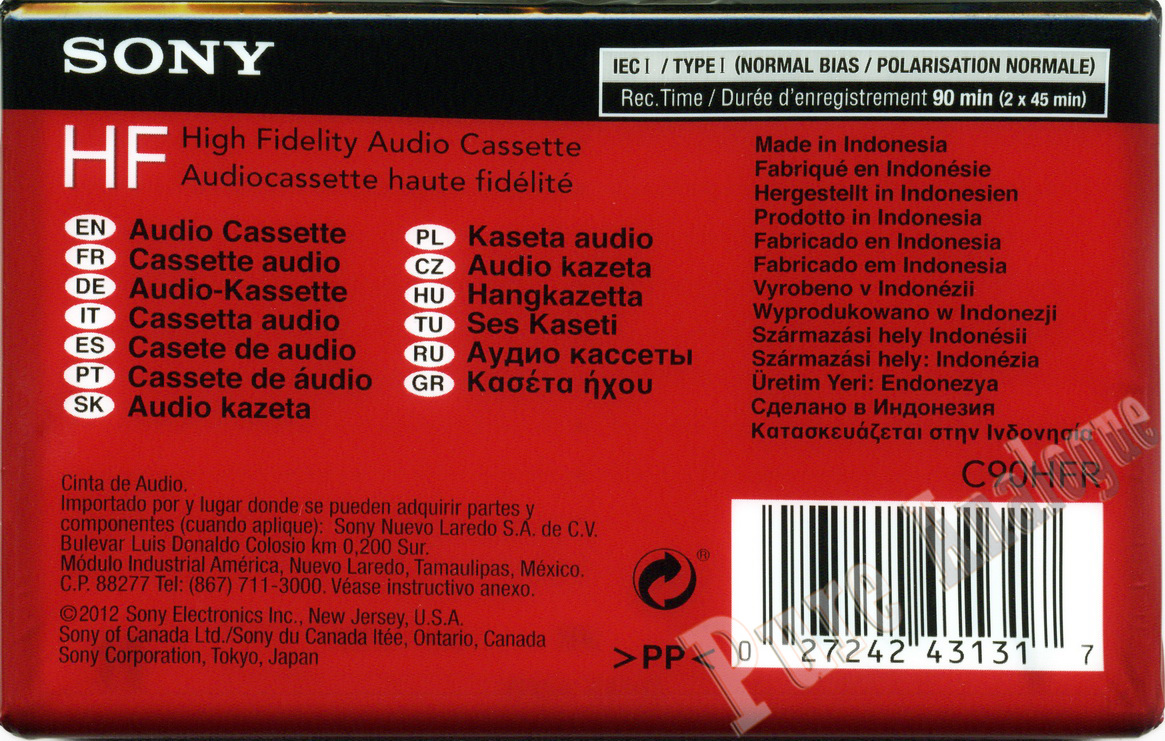 SONY
IEC I / TYPE I (NORMAL BIAS / POLARISATION NORMALE)
Rec.Time / Durée d'enregistrement 90 min (2 x 45 min)
HF High Fidelity Audio Cassette
Audiocassette haute fidélité
EN Audio Cassette
FR Cassette audio
DE Audio-Kassette
IT Cassetta audio
ES Casete de audio
PT Cassete de áudio
SK Audio kazeta
PL Kaseta audio
CZ Audio kazeta
HU Hangkazetta
TU Ses Kaseti
RU Аудио кассеты
GR Κασέτα ήχου
Made in Indonesia
Fabriqué en Indonésie
Hergestellt in Indonesien
Prodotto in Indonesia
Fabricado en Indonesia
Fabricado em Indonesia
Vyrobeno v Indonézii
Wyprodukowano w Indonezji
Származási hely Indonésii
Származási hely: Indonézia
Üretim Yeri: Endonezya
Сделано в Индонезия
Κατασκευάζεται στην Ινδονησία
C90HFR
Cinta de Audio.
Importado por y lugar donde se pueden adquirir partes y
componentes (cuando aplique): Sony Nuevo Laredo S.A. de C.V.
Bulevar Luis Donaldo Colosio km 0,200 Sur.
Módulo Industrial América, Nuevo Laredo, Tamaulipas, México.
C.P. 88277 Tel: (867) 711-3000. Véase instructivo anexo.
©2012 Sony Electronics Inc., New Jersey, U.S.A.
Sony of Canada Ltd./Sony du Canada ltée, Ontario, Canada
Sony Corporation, Tokyo, Japan
®
>PP<
0 27242 43131 7
Pure Analogue